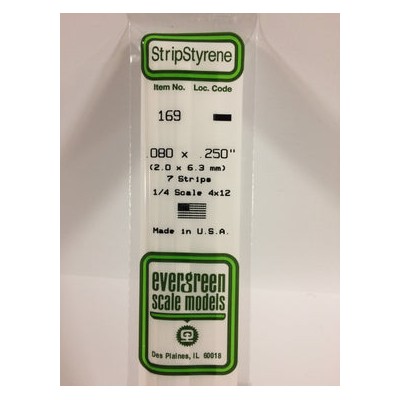 StripStyrene
Item No. Loc. Code
169
.080 x .250"
(2.0 x 6.3 mm)
7 Strips
1/4 Scale 4x12
Made in U.S.A.
evergreen
scale models
Des Plaines, IL 60018